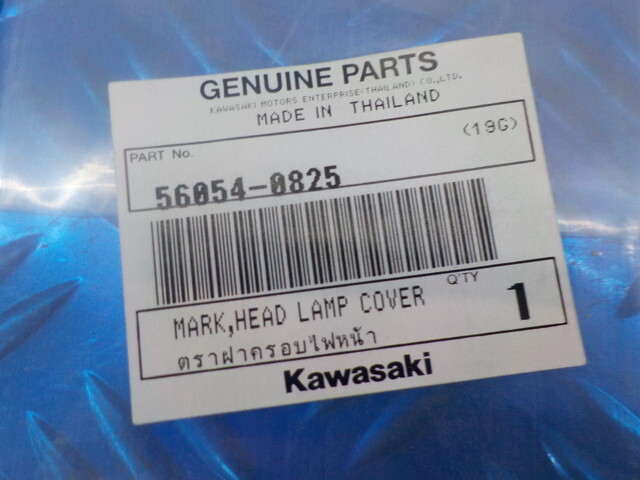 GENUINE PARTS
KAWASAKI MOTORS ENTERPRISE(THAILAND) CO.,LTD.
MADE IN THAILAND
PART No.
(19G)
56054-0825
MARK,HEAD LAMP COVER
Q'TY
1
ตราฝาครอบไฟหน้า
Kawasaki